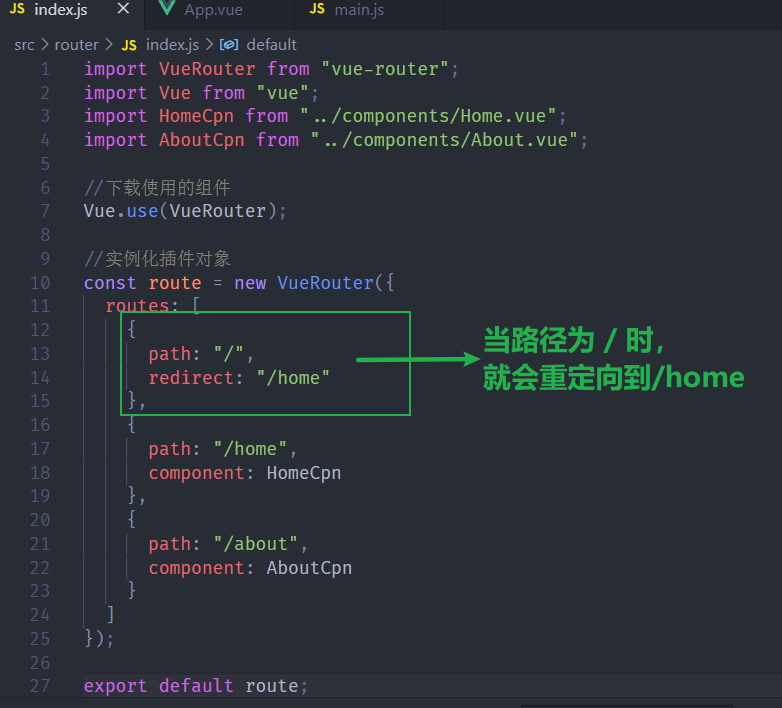 JS index.js × App.vue JS main.js
src > router > JS index.js > default
1 import VueRouter from "vue-router";
2 import Vue from "vue";
3 import HomeCpn from "../components/Home.vue";
4 import AboutCpn from "../components/About.vue";
5
6 //下载使用的组件
7 Vue.use(VueRouter);
8
9 //实例化插件对象
10 const route = new VueRouter({
11 routes: [
12 {
13 path: "/",
14 redirect: "/home"
15 },
16 {
17 path: "/home",
18 component: HomeCpn
19 },
20 {
21 path: "/about",
22 component: AboutCpn
23 }
24 ]
25 });
26
27 export default route;
当路径为 / 时，
就会重定向到/home